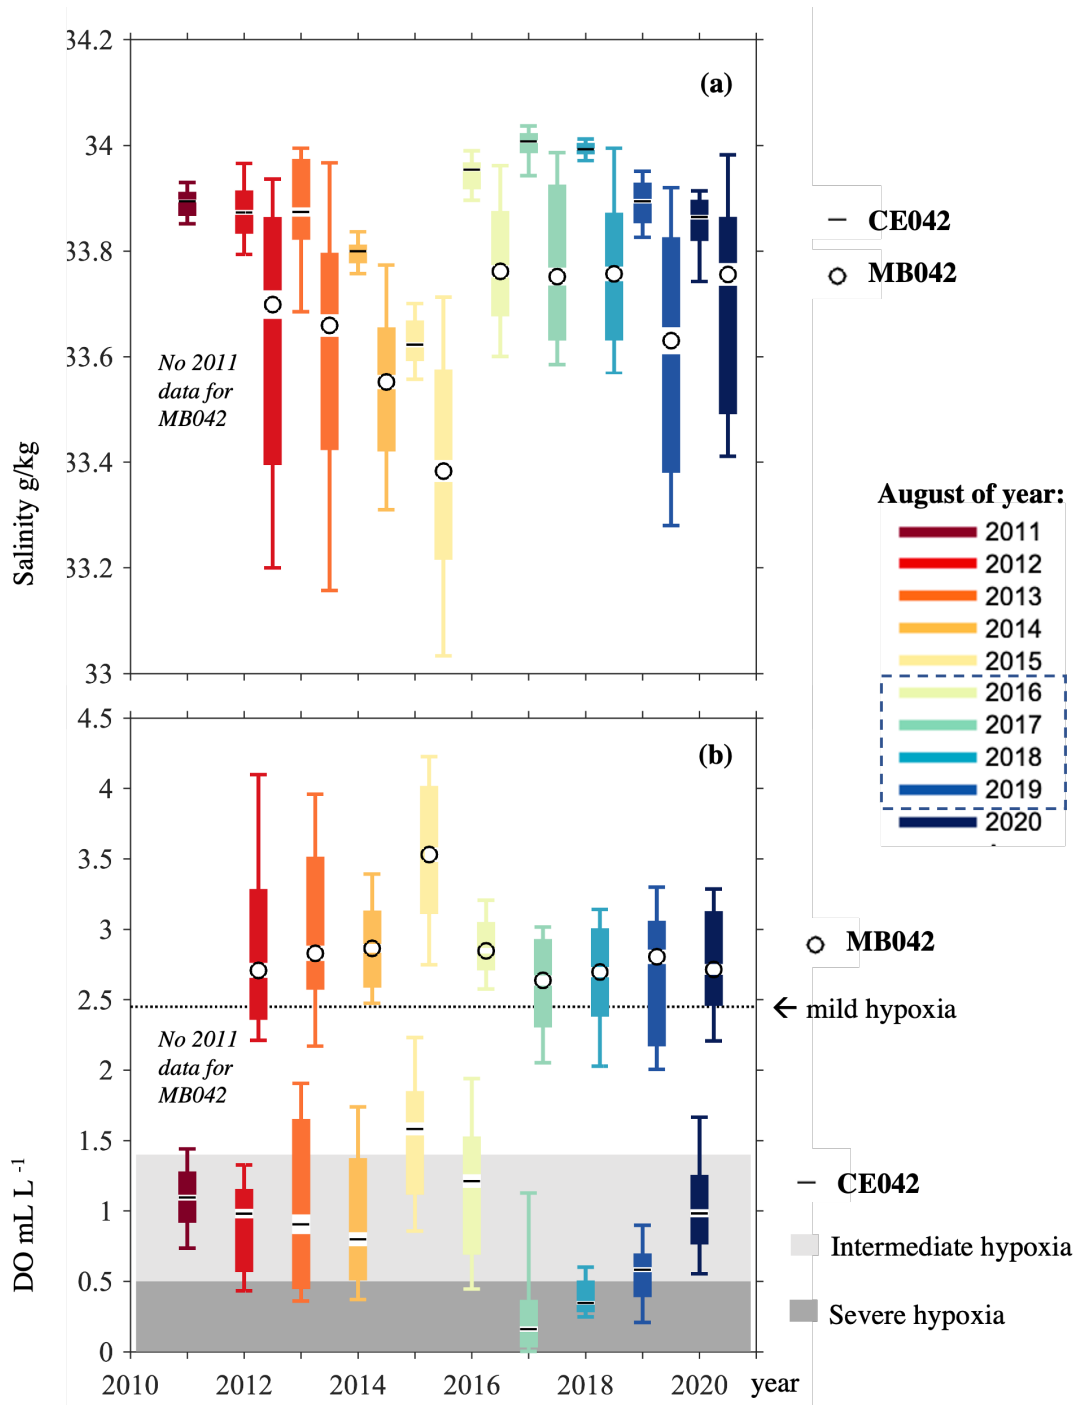 34.2
(a)
34
CE042
33.8
MB042
33.6
No 2011
data for
MB042
33.4
33.2
33
Salinity g/kg
August of year:
2011
2012
2013
2014
2015
2016
2017
2018
2019
2020
4.5
(b)
4
3.5
3
MB042
2.5
mild hypoxia
No 2011
data for
MB042
2
1.5
CE042
1
Intermediate hypoxia
0.5
Severe hypoxia
0
DO mL L -1
2010 2012 2014 2016 2018 2020 year